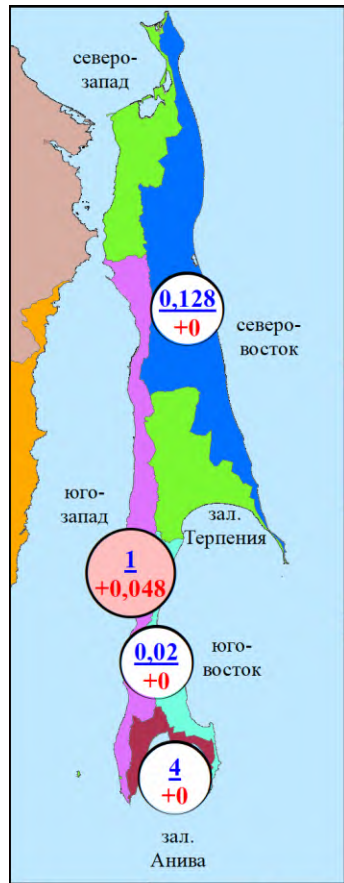 северо-
запад
0,128
+0
северо-
восток
юго-
запад
зал.
Терпения
1
+0,048
0,02
+0
юго-
восток
4
+0
зал.
Анива